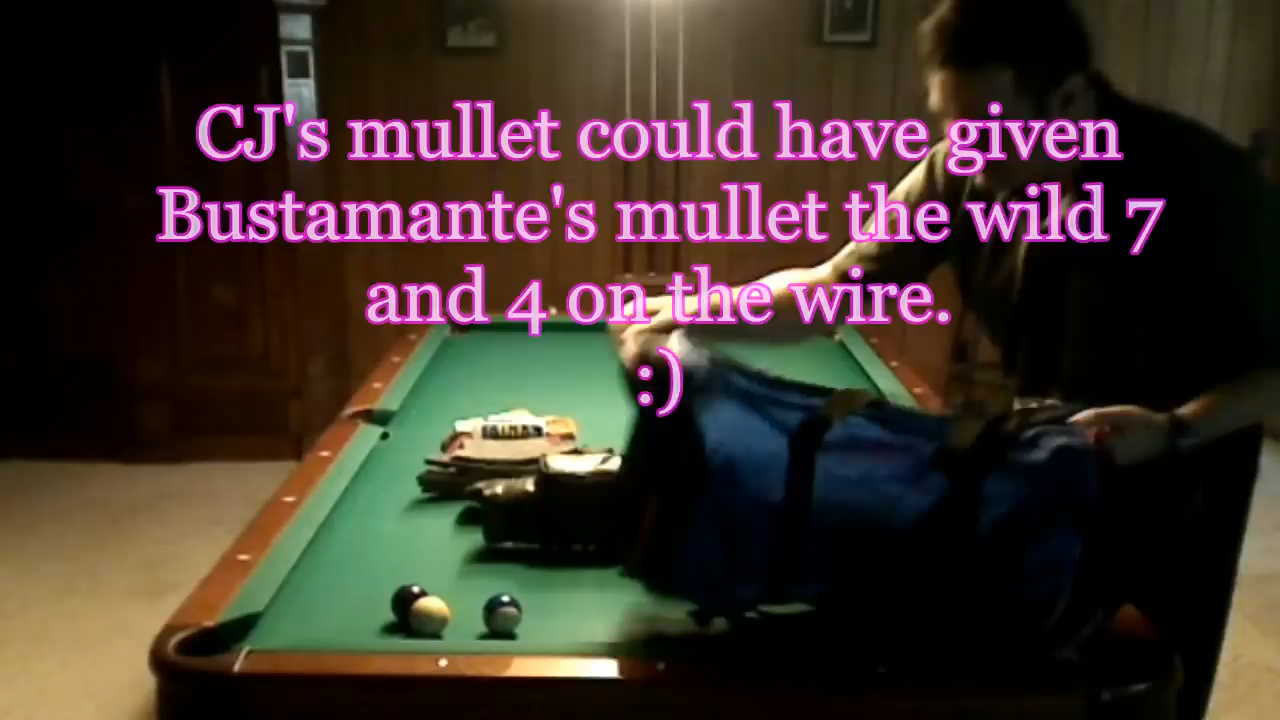 CJ's mullet could have given
Bustamante's mullet the wild 7
and 4 on the wire.
:)